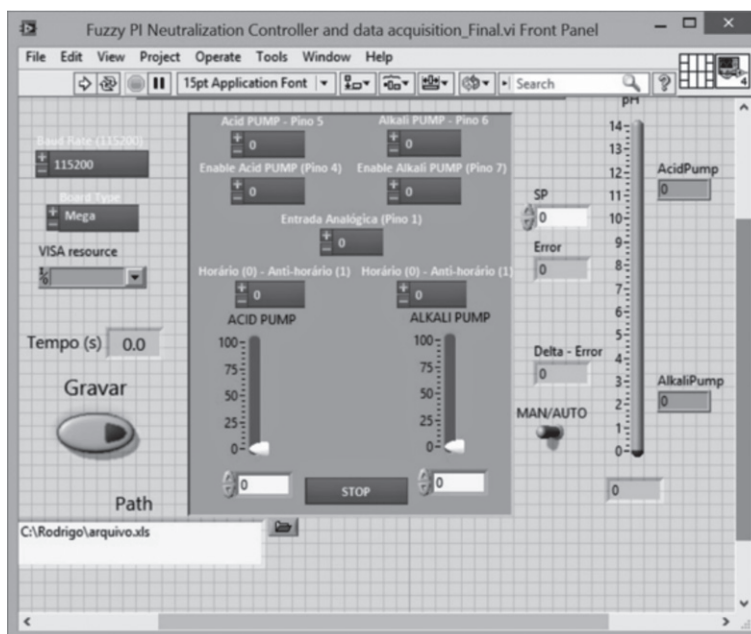 Fuzzy PI Neutralization Controller and data acquisition_Final.vi Front Panel
File Edit View Project Operate Tools Window Help
15pt Application Font
Search
4
Baud Rate (115200)
115200
Board Type
Mega
VISA resource
Tempo (s) 0.0
Gravar
Path
C:\Rodrigo\arquivo.xls
Acid PUMP - Pino 5
0
Alkali PUMP - Pino 6
0
Enable Acid PUMP (Pino 4)
0
Enable Alkali PUMP (Pino 7)
0
Entrada Analógica (Pino 1)
0
Horário (0) - Anti-horário (1)
0
Horário (0) - Anti-horário (1)
0
ACID PUMP
100
75
50
25
0
0
ALKALI PUMP
100
75
50
25
0
0
STOP
SP
0
Error
0
Delta - Error
0
MAN/AUTO
pH
14
13
12
11
10
9
8
7
6
5
4
3
2
1
0
0
AcidPump
0
AlkaliPump
0